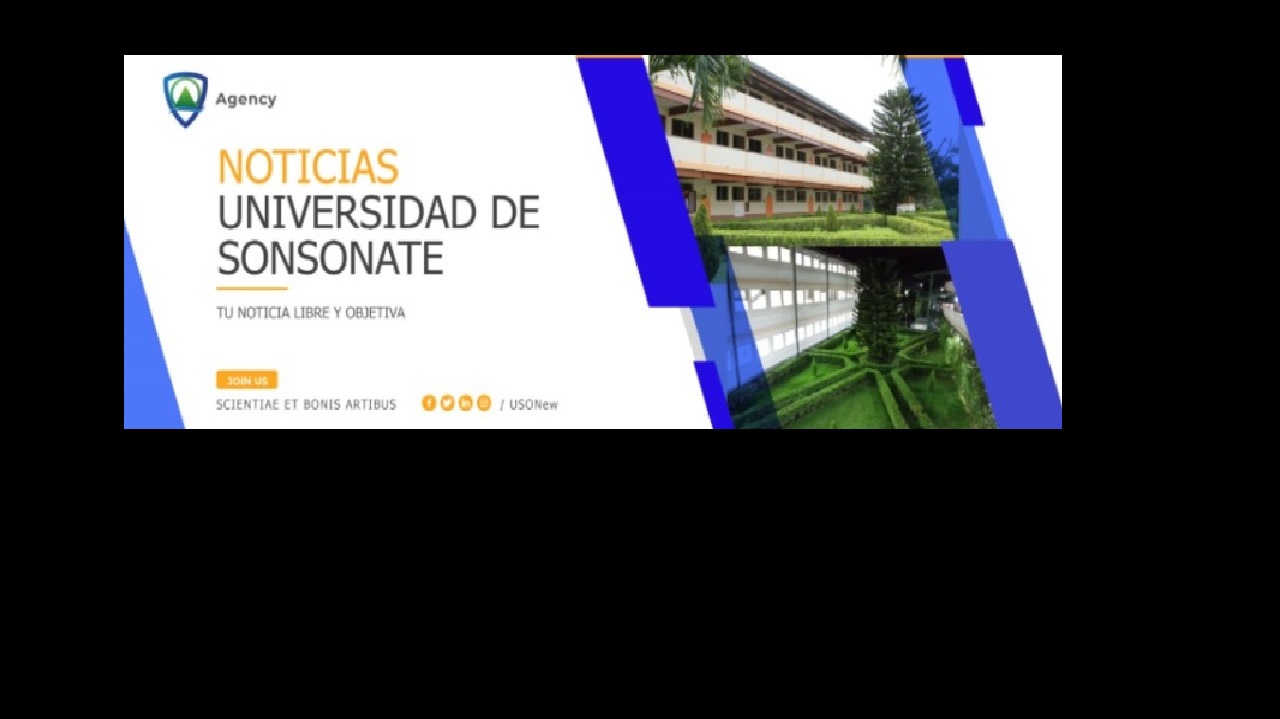 Agency
NOTICIAS
UNIVERSIDAD DE
SONSONATE
TU NOTICIA LIBRE Y OBJETIVA
JOIN US
SCIENTIAE ET BONIS ARTIBUS
/ USONew